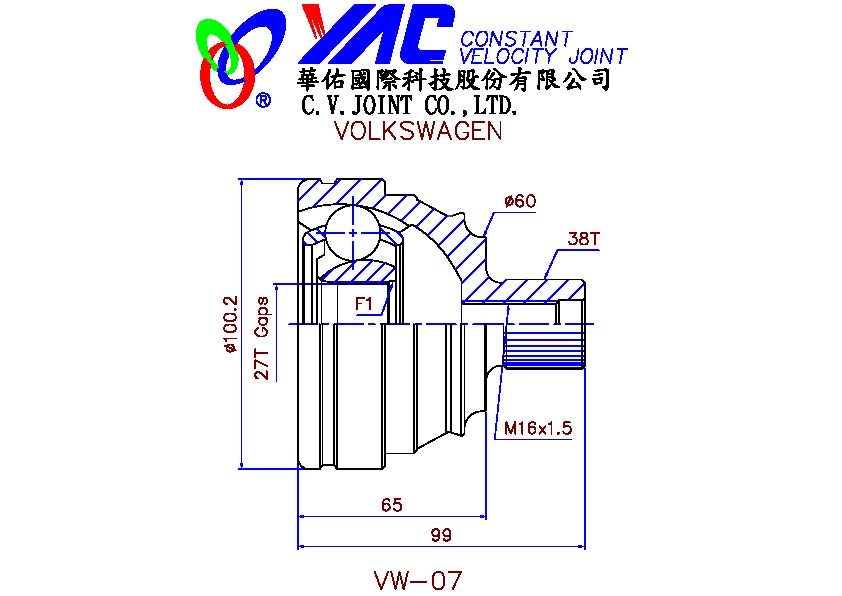 YAC CONSTANT
VELOCITY JOINT
®
華佑國際科技股份有限公司
C.V.JOINT CO.,LTD.
VOLKSWAGEN
ø60
38T
F1
ø100.2
27T Gaps
M16x1.5
65
99
VW-07